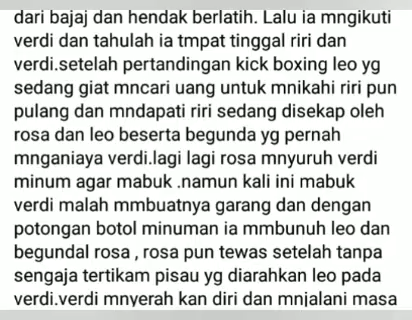 dari bajaj dan hendak berlatih. Lalu ia mngikuti
verdi dan tahulah ia tmpat tinggal riri dan
verdi.setelah pertandingan kick boxing leo yg
sedang giat mncari uang untuk mnikahi riri pun
pulang dan mndapati riri sedang disekap oleh
rosa dan leo beserta begunda yg pernah
mnganiaya verdi.lagi lagi rosa mnyuruh verdi
minum agar mabuk .namun kali ini mabuk
verdi malah mmbuatnya garang dan dengan
potongan botol minuman ia mmbunuh leo dan
begundal rosa , rosa pun tewas setelah tanpa
sengaja tertikam pisau yg diarahkan leo pada
verdi.verdi mnyerah kan diri dan mnjalani masa